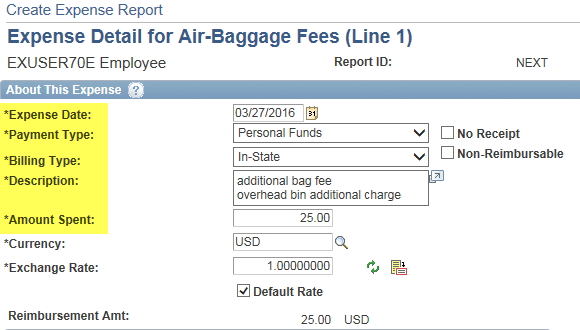 Create Expense Report
Expense Detail for Air-Baggage Fees (Line 1)
EXUSER70E Employee Report ID: NEXT
About This Expense ?
*Expense Date: 03/27/2016 31
*Payment Type: Personal Funds No Receipt
*Billing Type: In-State Non-Reimbursable
*Description: additional bag fee
overhead bin additional charge
*Amount Spent: 25.00
*Currency: USD
*Exchange Rate: 1.00000000
Default Rate
Reimbursement Amt: 25.00 USD